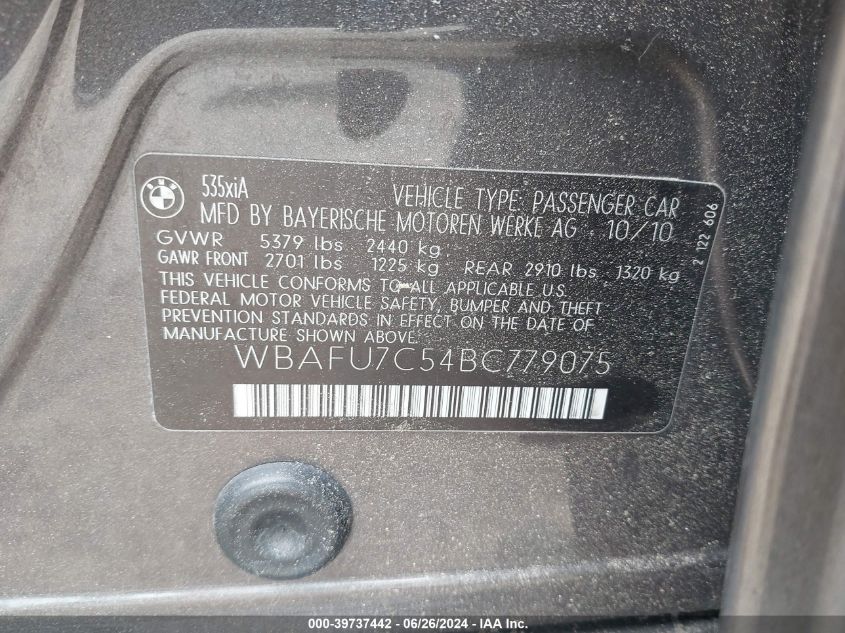 BMW
535xiA
VEHICLE TYPE: PASSENGER CAR
MFD BY BAYERISCHE MOTOREN WERKE AG 10/10
GVWR 5379 lbs 2440 kg
GAWR FRONT 2701 lbs 1225 kg REAR 2910 lbs 1320 kg
THIS VEHICLE CONFORMS TO ALL APPLICABLE U.S.
FEDERAL MOTOR VEHICLE SAFETY, BUMPER AND THEFT
PREVENTION STANDARDS IN EFFECT ON THE DATE OF
MANUFACTURE SHOWN ABOVE.
WBAFU7C54BC779075
2 122 606
000-39737442 - 06/26/2024 - IAA Inc.